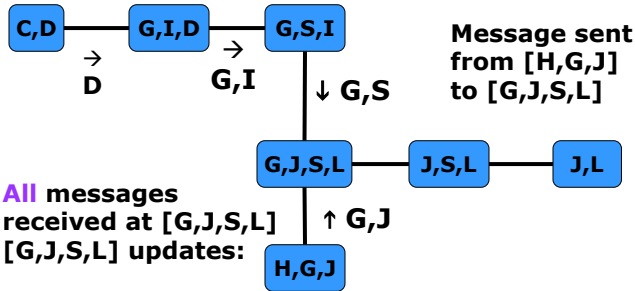 C,D
G,I,D
G,S,I
→
D
→
G,I
Message sent
from [H,G,J]
to [G,J,S,L]
↓ G,S
G,J,S,L
J,S,L
J,L
All messages
received at [G,J,S,L]
[G,J,S,L] updates:
↑ G,J
H,G,J